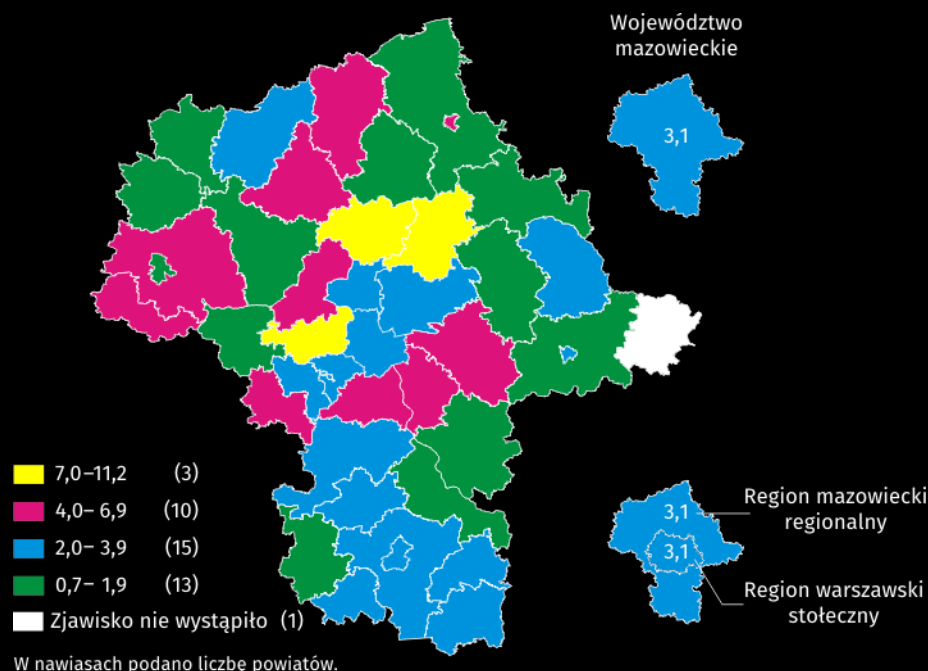 Województwo
mazowieckie
3,1
7,0–11,2 (3)
4,0– 6,9 (10)
2,0– 3,9 (15)
0,7– 1,9 (13)
Zjawisko nie wystąpiło (1)
W nawiasach podano liczbę powiatów.
3,1
Region mazowiecki
regionalny
3,1
Region warszawski
stołeczny